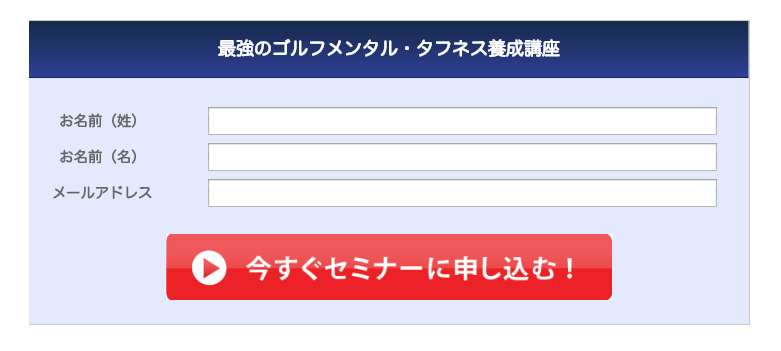 最強のゴルフメンタル・タフネス養成講座
お名前（姓）
お名前（名）
メールアドレス
今すぐセミナーに申し込む！